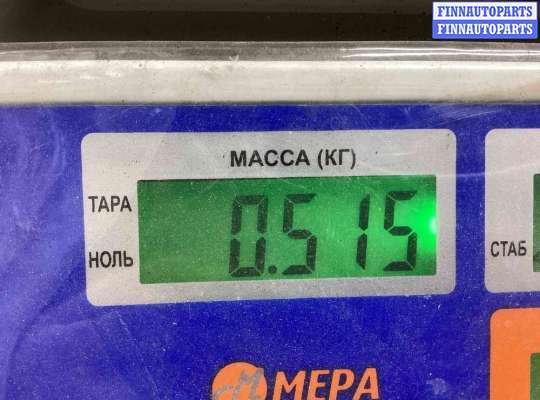 FINNAUTOPARTS
FINNAUTOPARTS
МАССА (КГ)
ТАРА
0.515
НОЛЬ
СТАБ
МЕРА